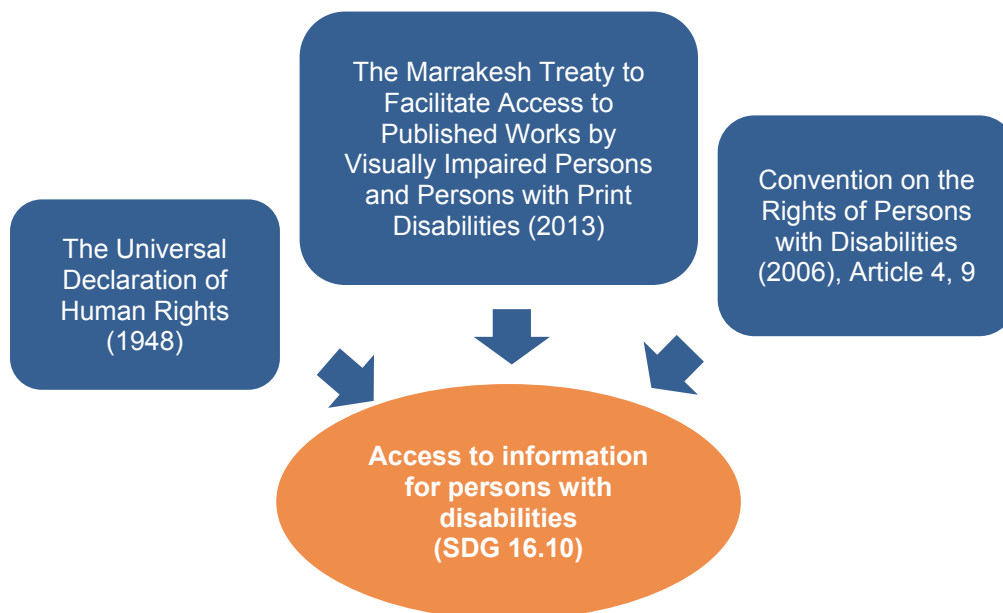 The Marrakesh Treaty to
Facilitate Access to
Published Works by
Visually Impaired Persons
and Persons with Print
Disabilities (2013)
The Universal
Declaration of
Human Rights
(1948)
Convention on the
Rights of Persons
with Disabilities
(2006), Article 4, 9
Access to information
for persons with
disabilities
(SDG 16.10)